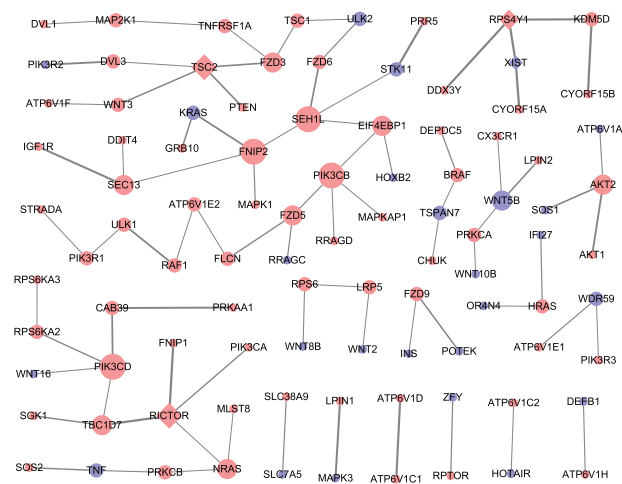 DVL1
MAP2K1
TNFRSF1A
TSC1
ULK2
PRR5
RPS4Y1
KDM5D
PIK3R2
DVL3
TSC2
FZD3
FZD6
STK11
XIST
DDX3Y
CYORF15B
ATP6V1F
WNT3
PTEN
CYORF15A
KRAS
SEH1L
EIF4EBP1
DEPLDC5
CX3CR1
ATP6V1A
IGF1R
DDIT4
GRB10
FNIP2
LPIN2
SEC13
PIK3CB
HOXB2
BRAF
AKT2
MAPK1
WNT5B
STRADA
ATP6V1E2
FZD5
MAPKAP1
TSPAN7
SOS1
ULK1
RRAGD
PRKCA
IFI27
PIK3R1
RAF1
FLCN
RRAGC
CHUK
WNT10B
AKT1
RPS6KA3
RPS6
LRP5
FZD9
OR4N4
HRAS
WDR59
CAB39
PRKAA1
RPS6KA2
FNIP1
PIK3CA
WNT8B
WNT2
INS
POTEK
ATP6V1E1
PIK3R3
WNT16
PIK3CD
SGK1
TBC1D7
RICTOR
MLST8
SLC38A9
LPIN1
ATP6V1D
ZFY
ATP6V1C2
DEFB1
SOS2
TNF
PRKCB
NRAS
SLC7A5
MAPK3
ATP6V1C1
RPTOR
HOTAIR
ATP6V1H